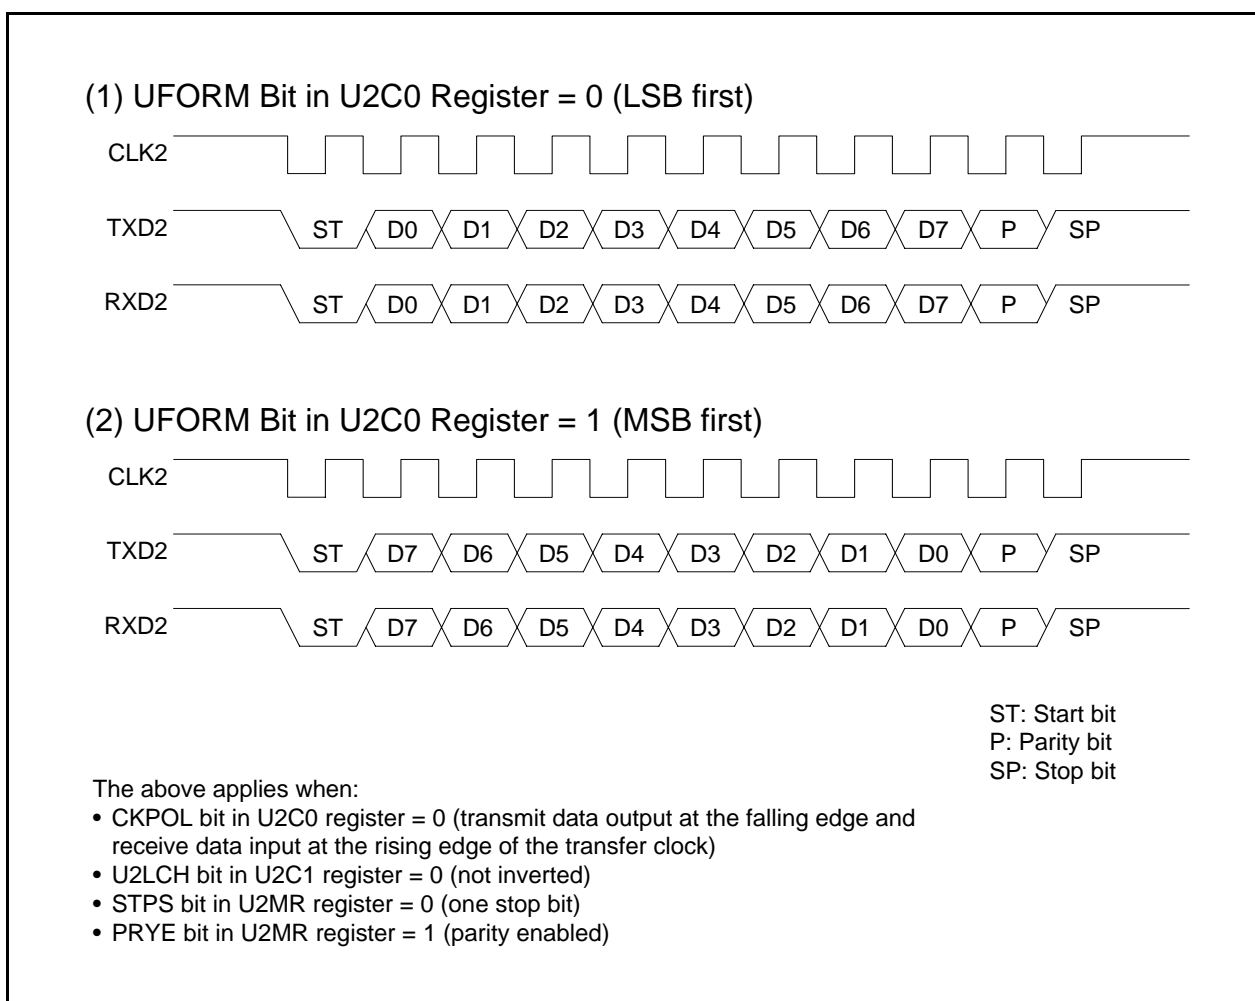 (1) UFORM Bit in U2C0 Register = 0 (LSB first)
CLK2
TXD2 ST D0 D1 D2 D3 D4 D5 D6 D7 P SP
RXD2 ST D0 D1 D2 D3 D4 D5 D6 D7 P SP
(2) UFORM Bit in U2C0 Register = 1 (MSB first)
CLK2
TXD2 ST D7 D6 D5 D4 D3 D2 D1 D0 P SP
RXD2 ST D7 D6 D5 D4 D3 D2 D1 D0 P SP
ST: Start bit
P: Parity bit
SP: Stop bit
The above applies when:
• CKPOL bit in U2C0 register = 0 (transmit data output at the falling edge and
receive data input at the rising edge of the transfer clock)
• U2LCH bit in U2C1 register = 0 (not inverted)
• STPS bit in U2MR register = 0 (one stop bit)
• PRYE bit in U2MR register = 1 (parity enabled)